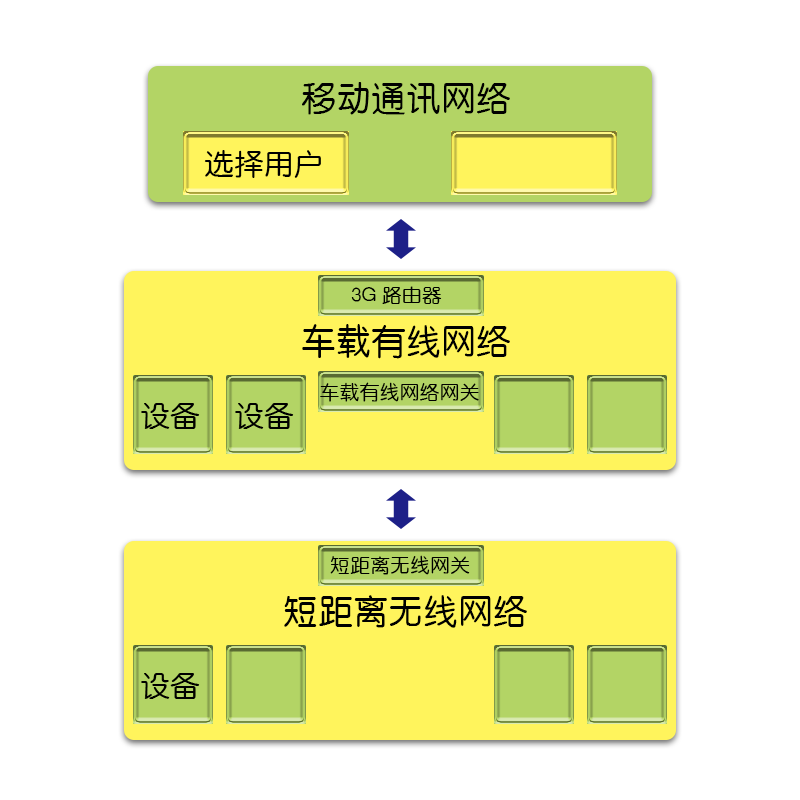 移动通讯网络
选择用户
3G 路由器
车载有线网络
设备
设备
车载有线网络网关
短距离无线网关
短距离无线网络
设备